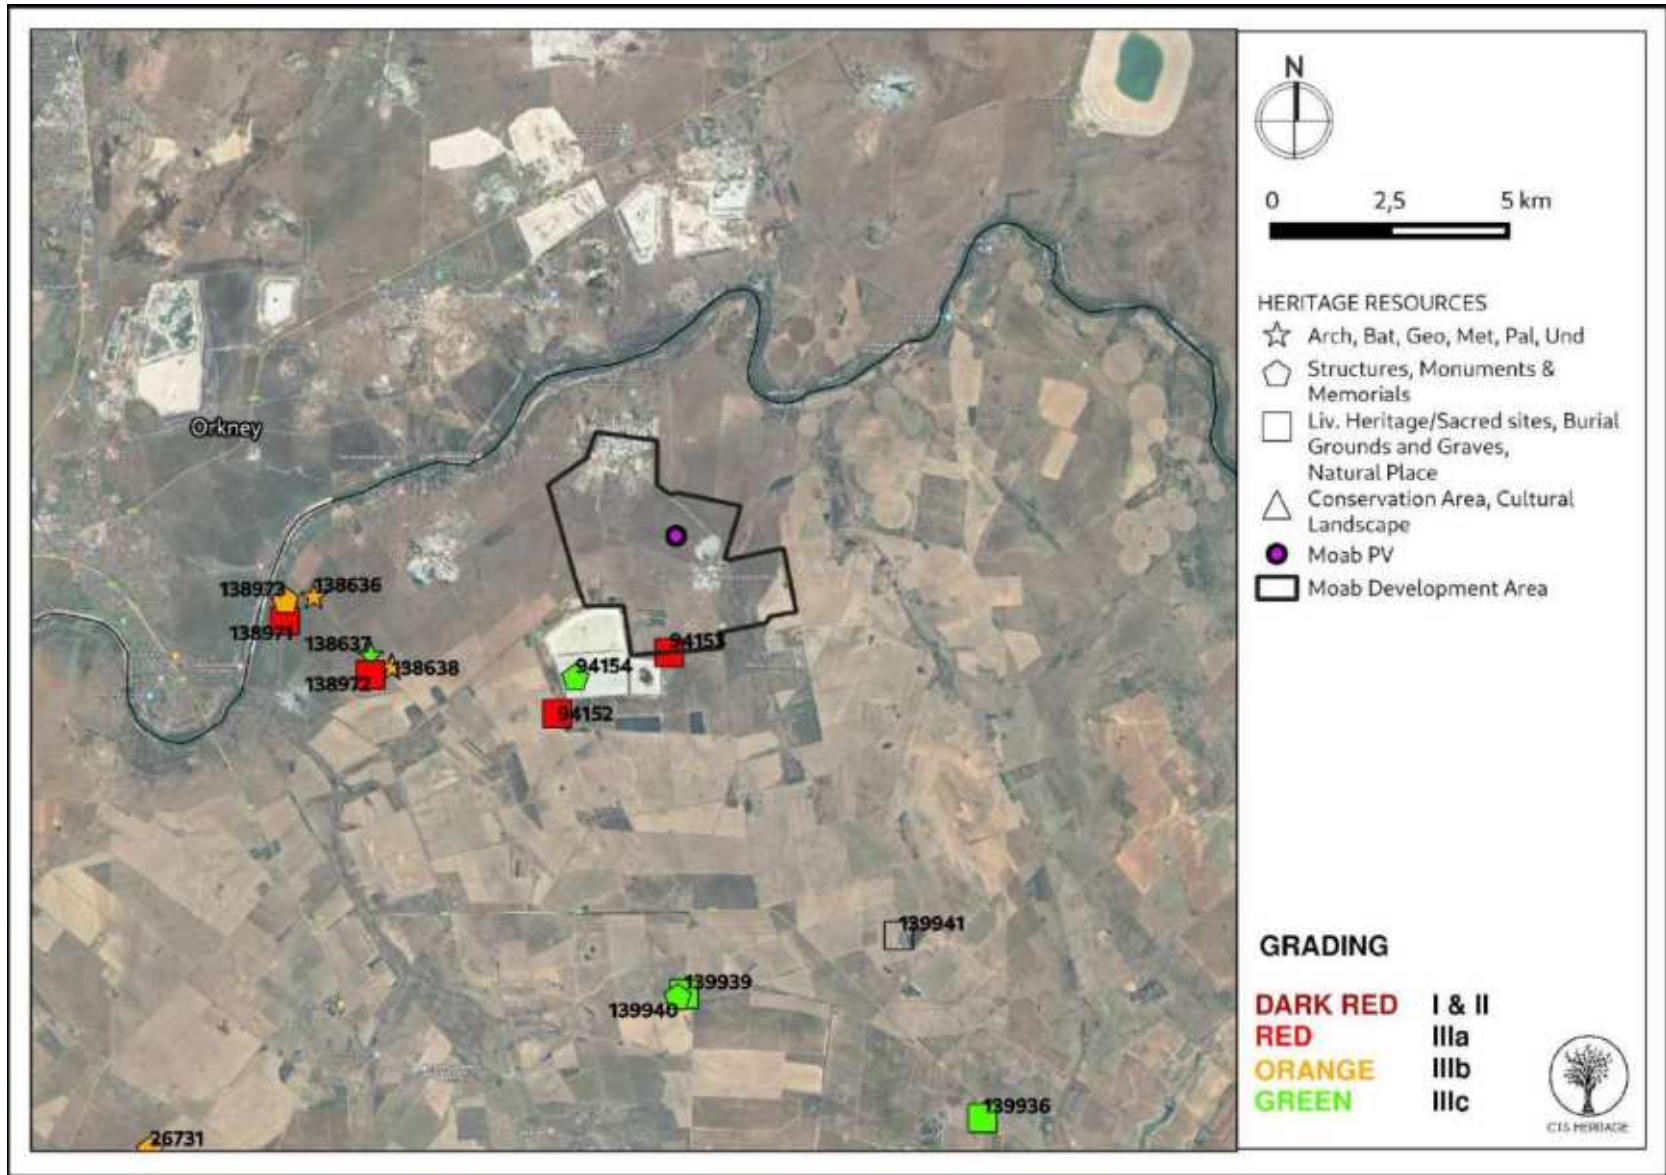 Orkney
138973
138636
138971
138637
138638
138972
94153
94154
94152
139941
139939
139940
139936
26731
N
0 2,5 5 km
HERITAGE RESOURCES
Arch, Bat, Geo, Met, Pal, Und
Structures, Monuments &
Memorials
Liv. Heritage/Sacred sites, Burial
Grounds and Graves,
Natural Place
Conservation Area, Cultural
Landscape
Moab PV
Moab Development Area
GRADING
DARK RED I & II
RED IIIa
ORANGE IIIb
GREEN IIIc
CTS HERITAGE